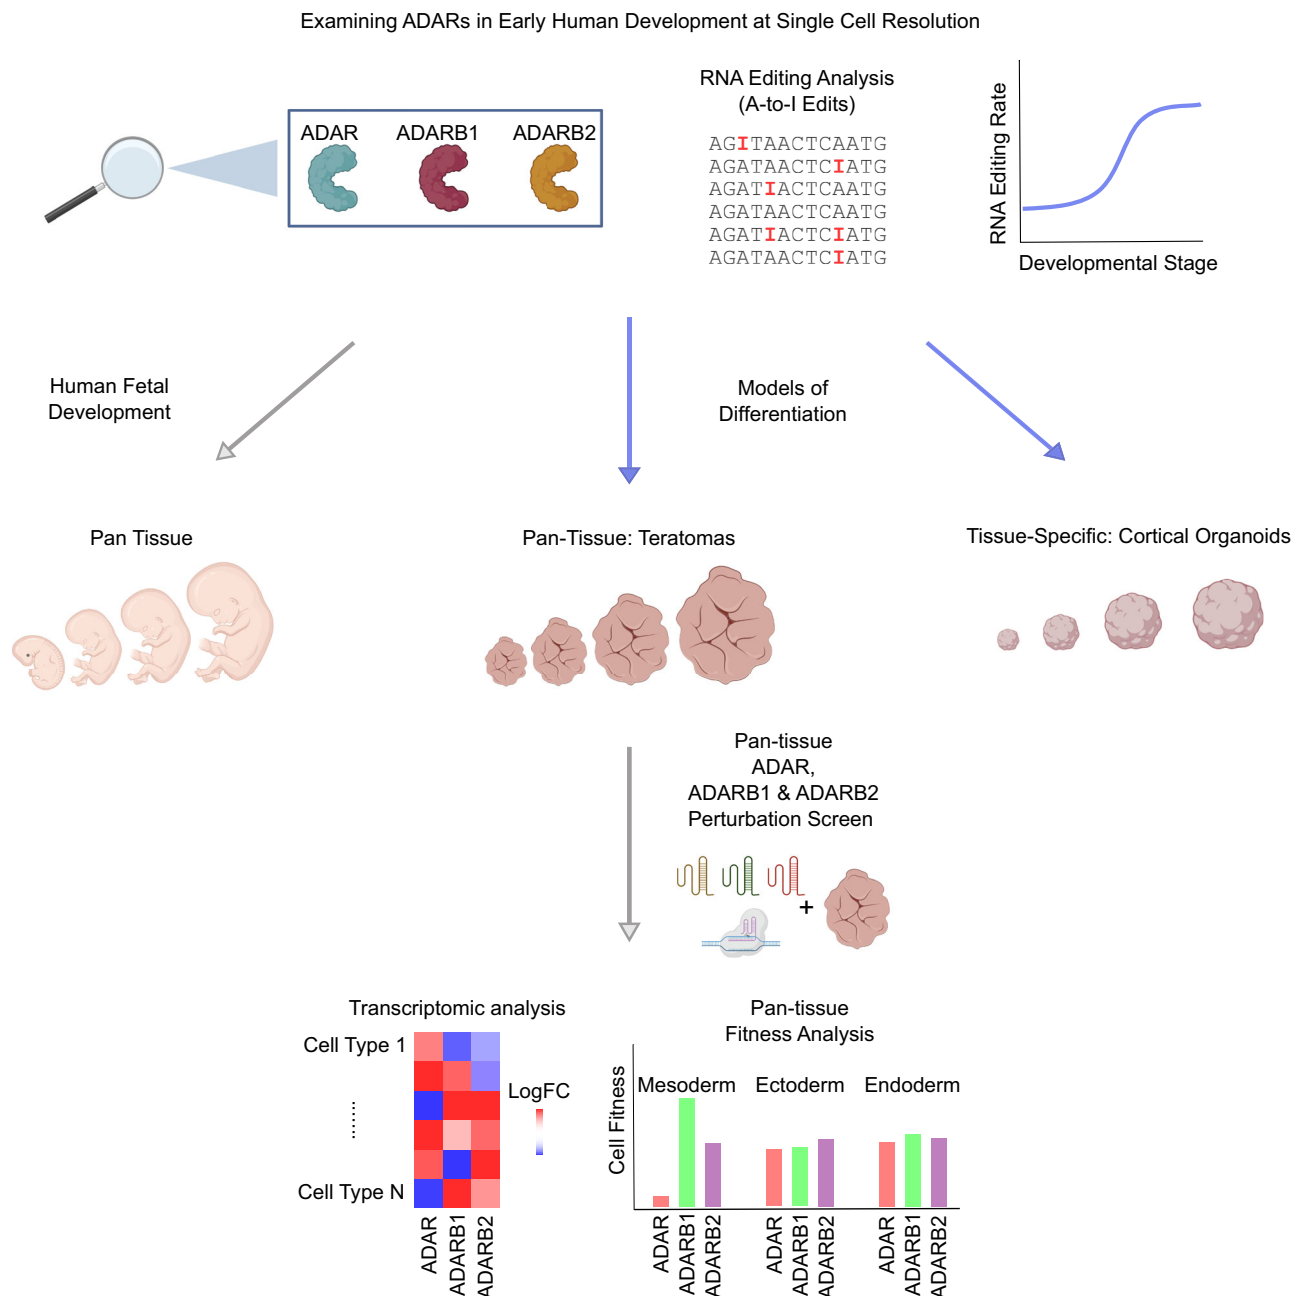 Examining ADARs in Early Human Development at Single Cell Resolution
ADAR
ADARB1
ADARB2
RNA Editing Analysis
(A-to-I Edits)
AGITAACTCAATG
AGATAACTCIATG
AGATIACTCAATG
AGATAACTCAATG
AGATIACTCIATG
AGATAACTCIATG
RNA Editing Rate
Developmental Stage
Human Fetal
Development
Models of
Differentiation
Pan Tissue
Pan-Tissue: Teratomas
Tissue-Specific: Cortical Organoids
Pan-tissue
ADAR,
ADARB1 & ADARB2
Perturbation Screen
+
Transcriptomic analysis
Cell Type 1
.......
Cell Type N
LogFC
ADAR
ADARB1
ADARB2
Pan-tissue
Fitness Analysis
Cell Fitness
Mesoderm
Ectoderm
Endoderm
ADAR
ADARB1
ADARB2
ADAR
ADARB1
ADARB2
ADAR
ADARB1
ADARB2